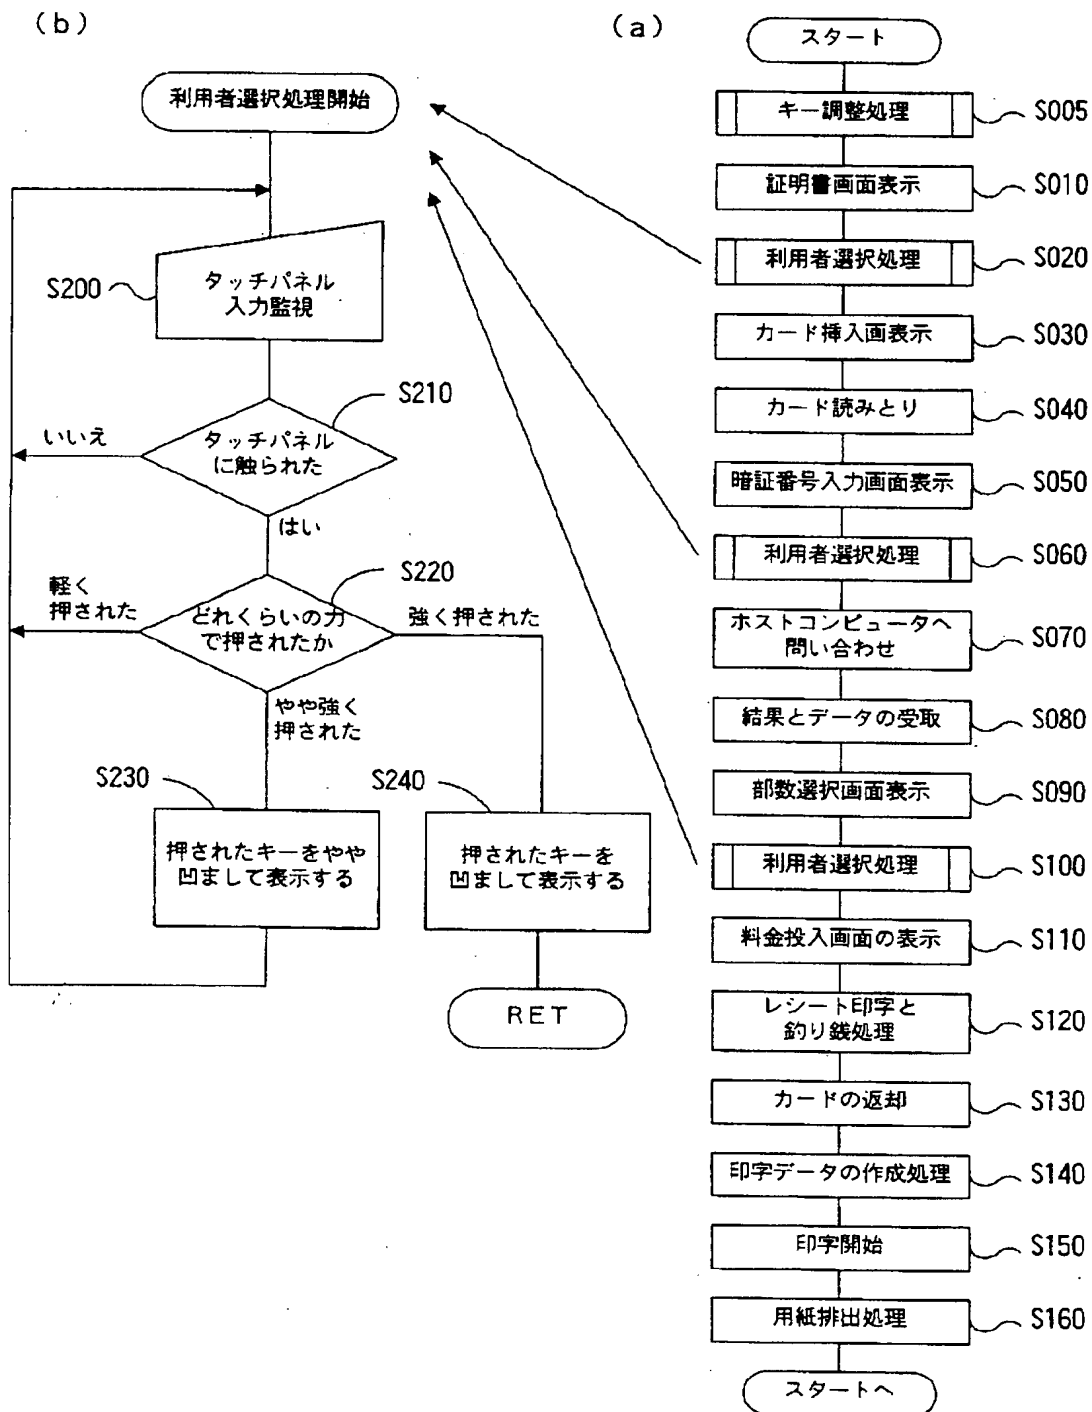 (b)
利用者選択処理開始
S200
タッチパネル
入力監視
S210
いいえ
タッチパネル
に触られた
はい
S220
軽く
押された
どれくらいの力
で押されたか
強く押された
やや強く
押された
S230
押されたキーをやや
凹まして表示する
S240
押されたキーを
凹まして表示する
RET
(a)
スタート
キー調整処理 S005
証明書画面表示 S010
利用者選択処理 S020
カード挿入画表示 S030
カード読みとり S040
暗証番号入力画面表示 S050
利用者選択処理 S060
ホストコンピュータへ
問い合わせ S070
結果とデータの受取 S080
部数選択画面表示 S090
利用者選択処理 S100
料金投入画面の表示 S110
レシート印字と
釣り銭処理 S120
カードの返却 S130
印字データの作成処理 S140
印字開始 S150
用紙排出処理 S160
スタートへ